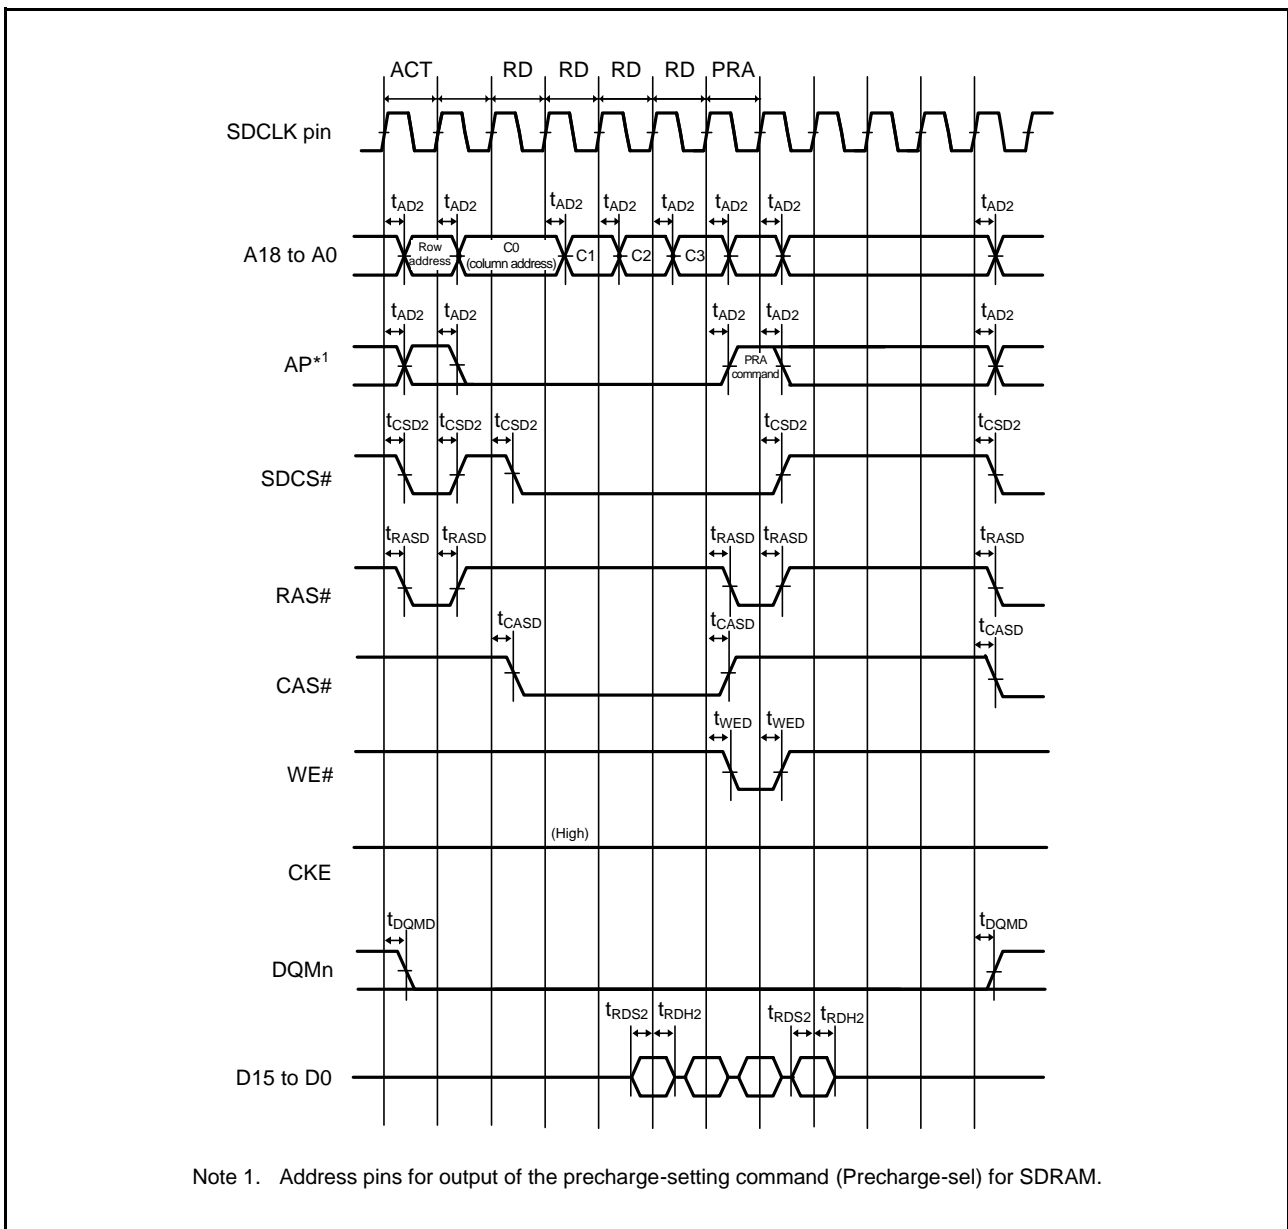 ACT RD RD RD RD PRA
SDCLK pin
tAD2 tAD2 tAD2 tAD2 tAD2 tAD2 tAD2 tAD2
A18 to A0
Row
address
C0
(column address)
C1
C2
C3
tAD2 tAD2 tAD2 tAD2 tAD2
AP*1
PRA
command
tCSD2 tCSD2 tCSD2 tCSD2 tCSD2
SDCS#
tRASD tRASD tRASD tRASD tRASD
RAS#
tCASD tCASD tCASD
CAS#
tWED tWED
WE#
(High)
CKE
tDQMD tDQMD
DQMn
tRDS2 tRDH2 tRDS2 tRDH2
D15 to D0
Note 1. Address pins for output of the precharge-setting command (Precharge-sel) for SDRAM.